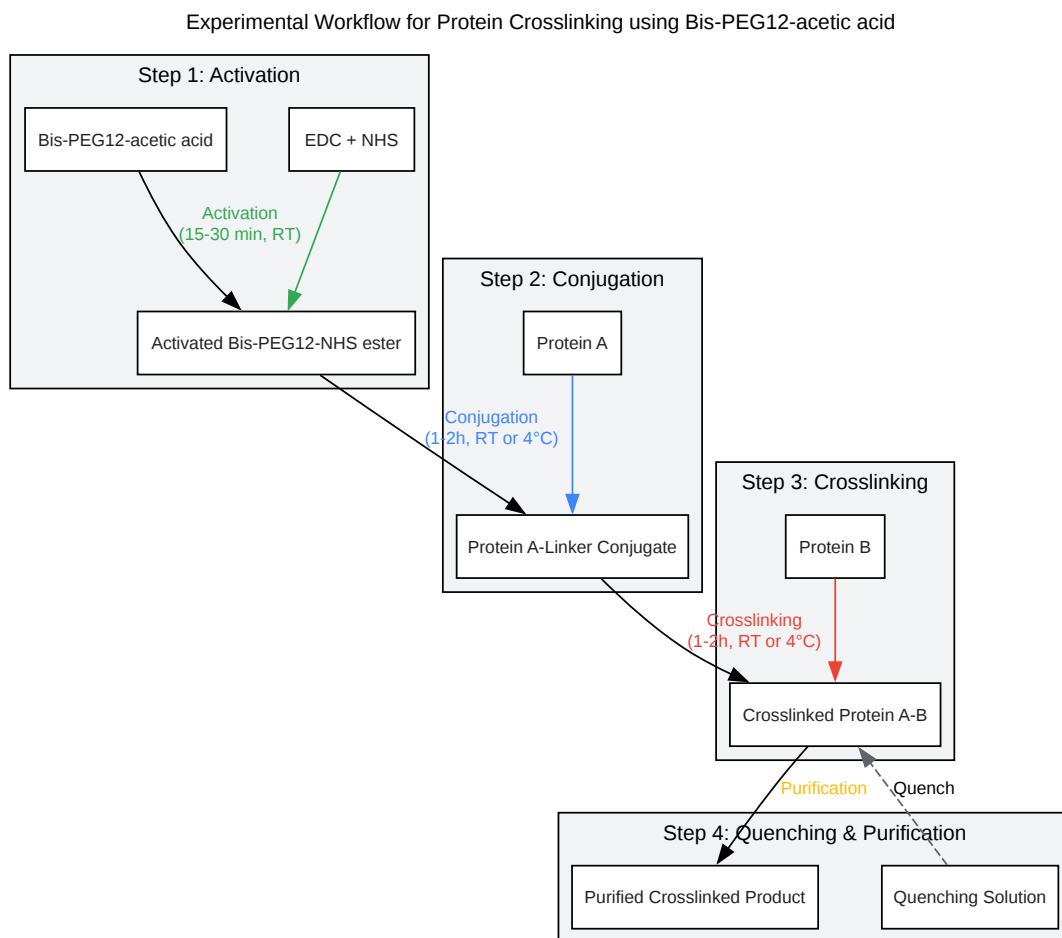 Experimental Workflow for Protein Crosslinking using Bis-PEG12-acetic acid
Step 1: Activation
Bis-PEG12-acetic acid
EDC + NHS
Activation
(15-30 min, RT)
Activated Bis-PEG12-NHS ester
Step 2: Conjugation
Protein A
Conjugation
(1-2h, RT or 4°C)
Protein A-Linker Conjugate
Step 3: Crosslinking
Protein B
Crosslinking
(1-2h, RT or 4°C)
Crosslinked Protein A-B
Purification
Quench
Step 4: Quenching & Purification
Purified Crosslinked Product
Quenching Solution